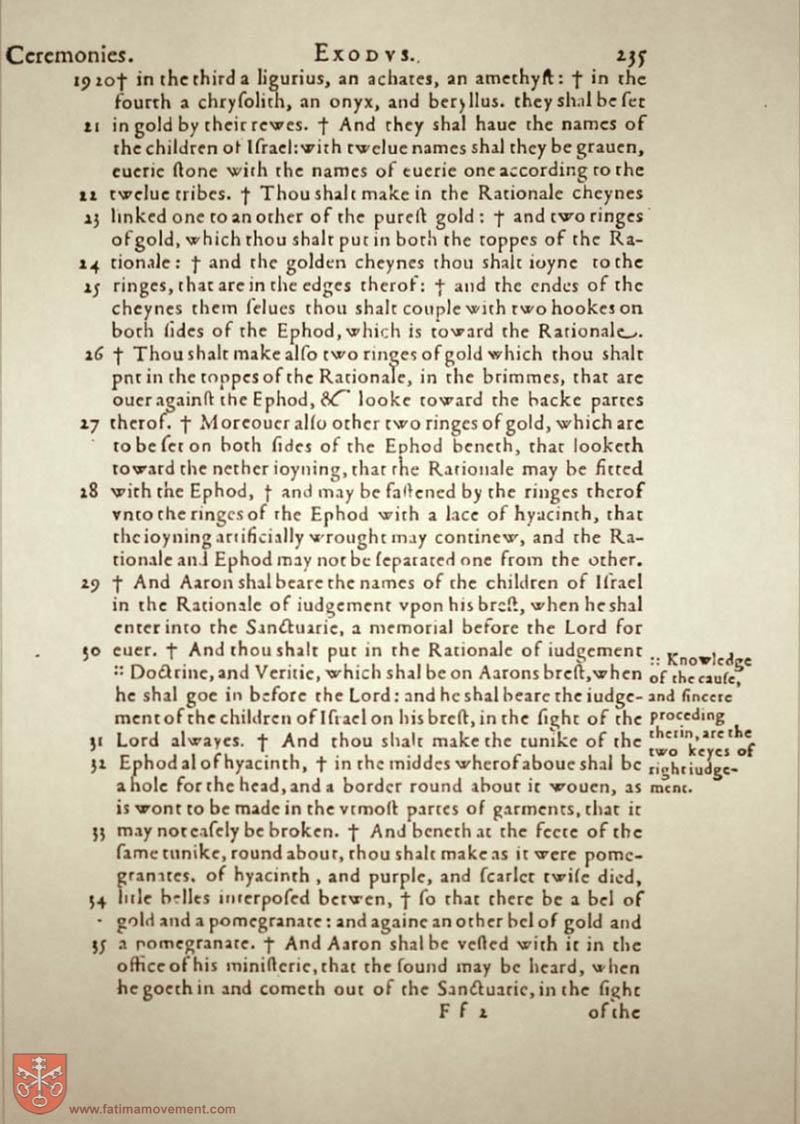 Ceremonies. EXODVS. 235
19 20 † in the third a ligurius, an achates, an amethyſt: † in the
fourth a chryſolith, an onyx, and beryllus. they shal be ſet
21 in gold by their rewes. † And they shal haue the names of
the children of Iſrael: with twelue names shal they be grauen,
euerie ſtone with the names of euerie one according to the
22 twelue tribes. † Thou shalt make in the Rationale cheynes
23 linked one to an other of the pureſt gold: † and two ringes
of gold, which thou shalt put in both the toppes of the Ra-
24 tionale: † and the golden cheynes thou shalt ioyne to the
25 ringes, that are in the edges therof: † and the endes of the
cheynes them ſelues thou shalt couple with two hookes on
both ſides of the Ephod, which is toward the Rationale.
26 † Thou shalt make alſo two ringes of gold which thou shalt
pnt in the toppes of the Rationale, in the brimmes, that are
ouer againſt the Ephod, & looke toward the backe partes
27 therof. † Moreouer alſo other two ringes of gold, which are
to be ſet on both ſides of the Ephod beneth, that looketh
toward the nether ioyning, that the Rationale may be fitted
28 with the Ephod, † and may be faſtened by the ringes therof
vnto the ringes of the Ephod with a lace of hyacinth, that
the ioyning artificially wrought may continew, and the Ra-
tionale and Ephod may not be ſeparated one from the other.
29 † And Aaron shal beare the names of the children of Iſrael
in the Rationale of iudgement vpon his breſt, when he shal
enter into the Sanctuarie, a memorial before the Lord for
30 euer. † And thou shalt put in the Rationale of iudgement
:: Doctrine, and Veritie, which shal be on Aarons breſt, when
he shal goe in before the Lord: and he shal beare the iudge-
ment of the children of Iſrael on his breſt, in the ſight of the
31 Lord alwayes. † And thou shalt make the tunike of the
32 Ephod al of hyacinth, † in the middes wherof aboue shal be
a hole for the head, and a border round about it wouen, as
is wont to be made in the vtmoſt partes of garments, that it
33 may not eaſely be broken. † And beneth at the feete of the
ſame tunike, round about, thou shalt make as it were pome-
granates, of hyacinth, and purple, and ſcarlet twiſe died,
34 litle belles interpoſed betwen, † ſo that there be a bel of
gold and a pomegranate: and againe an other bel of gold and
35 a pomegranate. † And Aaron shal be veſted with it in the
office of his miniſterie, that the ſound may be heard, when
he goeth in and cometh out of the Sanctuarie, in the ſight
Ff 2 of the
:: Knowledge
of the cauſe,
and ſincere
proceding
therin, are the
two keyes of
right iudge-
ment.
www.fatimamovement.com